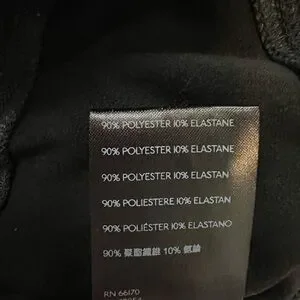 90% POLYESTER 10% ELASTANE
90% POLYESTER 10% ELASTANE
90% POLYESTER 10% ELASTAN
90% POLIESTERE 10% ELASTAN
90% POLIÉSTER 10% ELASTANO
90% 聚酯纖維 10% 氨綸
RN 66170